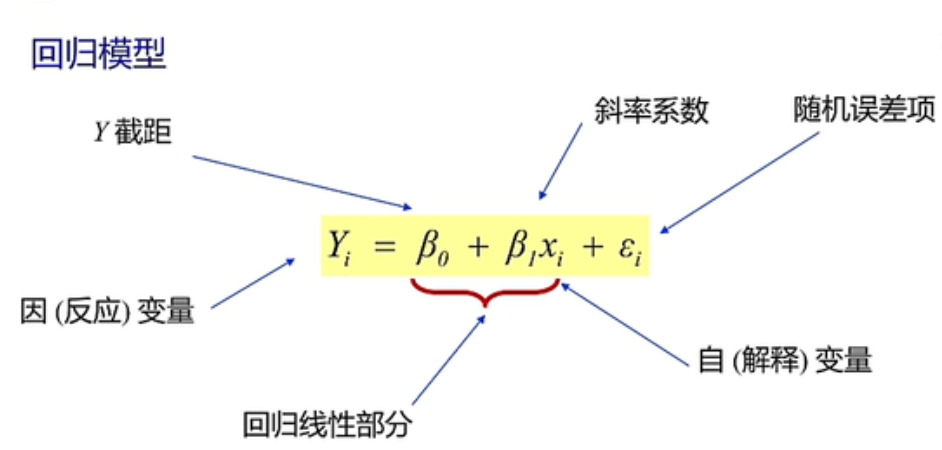 回归模型
Y 截距
斜率系数
随机误差项
Yᵢ = β₀ + β₁xᵢ + εᵢ
因 (反应) 变量
自 (解释) 变量
回归线性部分